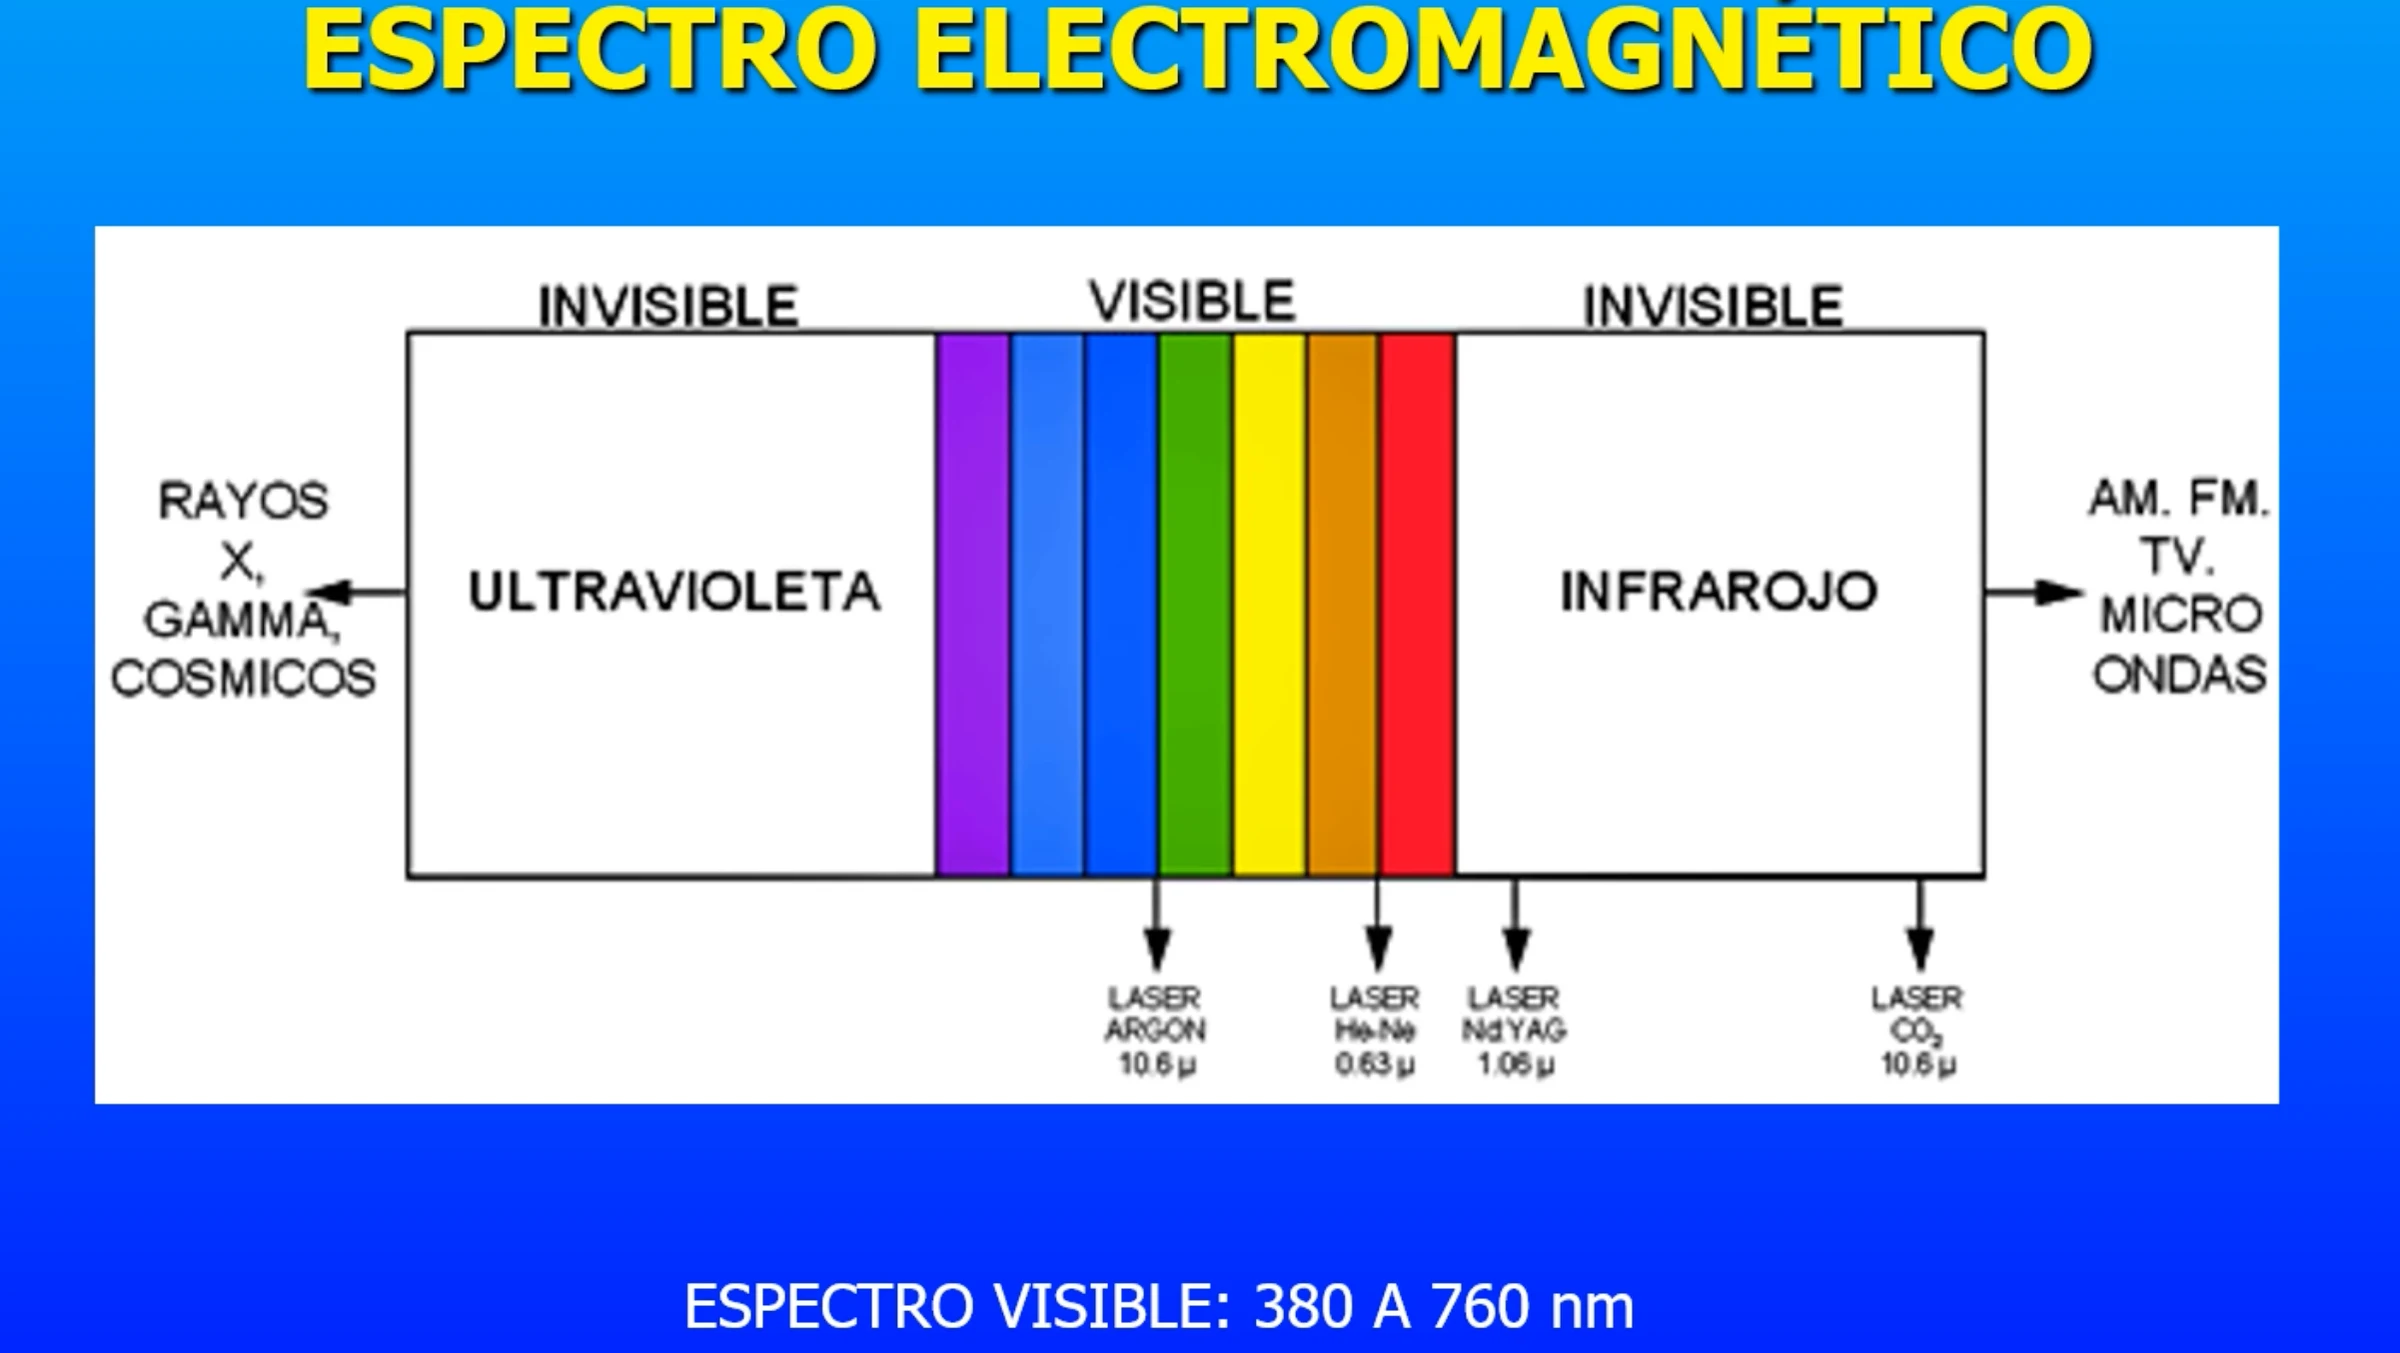 ESPECTRO ELECTROMAGNÉTICO
INVISIBLE
VISIBLE
INVISIBLE
RAYOS
X,
GAMMA,
COSMICOS
ULTRAVIOLETA
INFRAROJO
AM. FM.
TV.
MICRO
ONDAS
LASER
ARGON
10.6 µ
LASER
He-Ne
0.63 µ
LASER
Nd YAG
1.06 µ
LASER
CO₂
10.6 µ
ESPECTRO VISIBLE: 380 A 760 nm